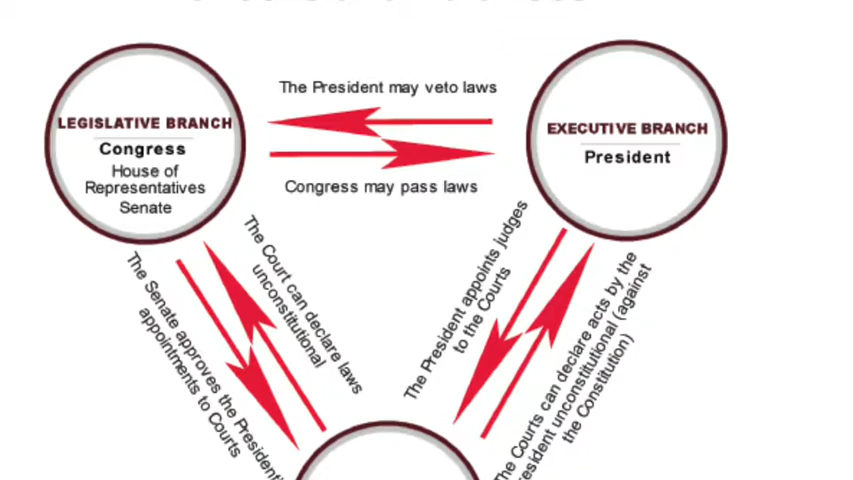 The President may veto laws
LEGISLATIVE BRANCH
Congress
House of
Representatives
Senate
EXECUTIVE BRANCH
President
Congress may pass laws
The Senate approves the President'
appointments to Courts
The Court can declare laws
unconstitutional
The President appoints judges
to the Courts
The Courts can declare acts by the
unconstitutional (against
the Constitution)